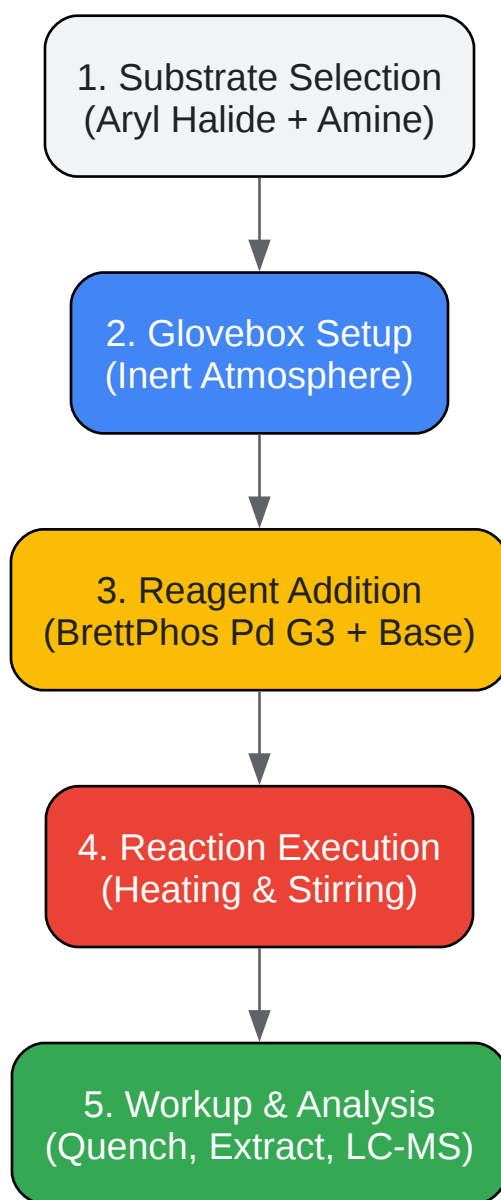 1. Substrate Selection
(Aryl Halide + Amine)
2. Glovebox Setup
(Inert Atmosphere)
3. Reagent Addition
(BrettPhos Pd G3 + Base)
4. Reaction Execution
(Heating & Stirring)
5. Workup & Analysis
(Quench, Extract, LC-MS)